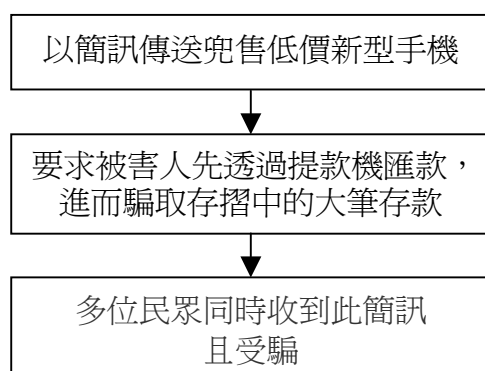 以簡訊傳送兜售低價新型手機
要求被害人先透過提款機匯款，
進而騙取存摺中的大筆存款
多位民眾同時收到此簡訊
且受騙